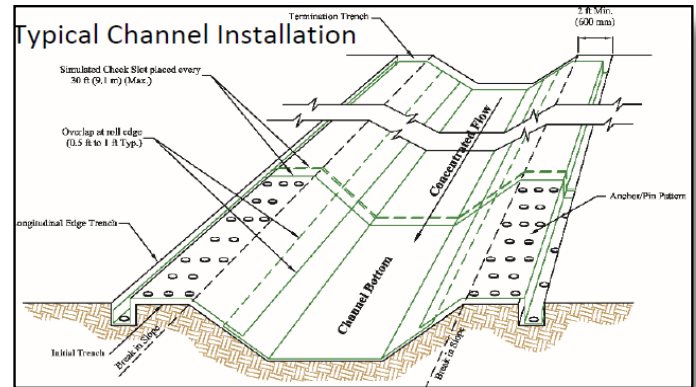 Typical Channel Installation
Termination Trench
2 ft Min.
(600 mm)
Simulated Check Slot placed every
30 ft (9.1 m) (Max.)
Overlap at roll edge
(0.5 ft to 1 ft Typ.)
Concentrated Flow
Anchor/Pin Pattern
Longitudinal Edge Trench
Channel Bottom
Initial Trench
Break in Slope
Break in Slope